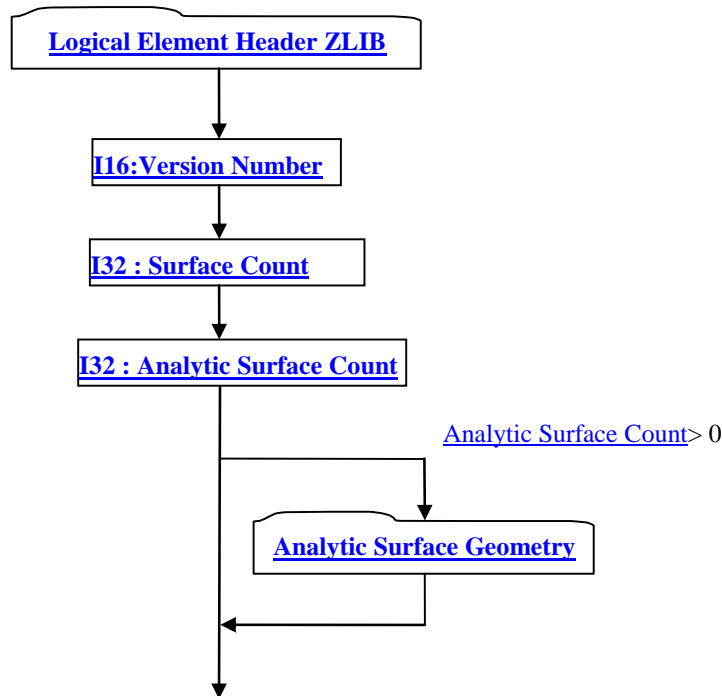 Logical Element Header ZLIB
I16:Version Number
I32 : Surface Count
I32 : Analytic Surface Count
Analytic Surface Count> 0
Analytic Surface Geometry